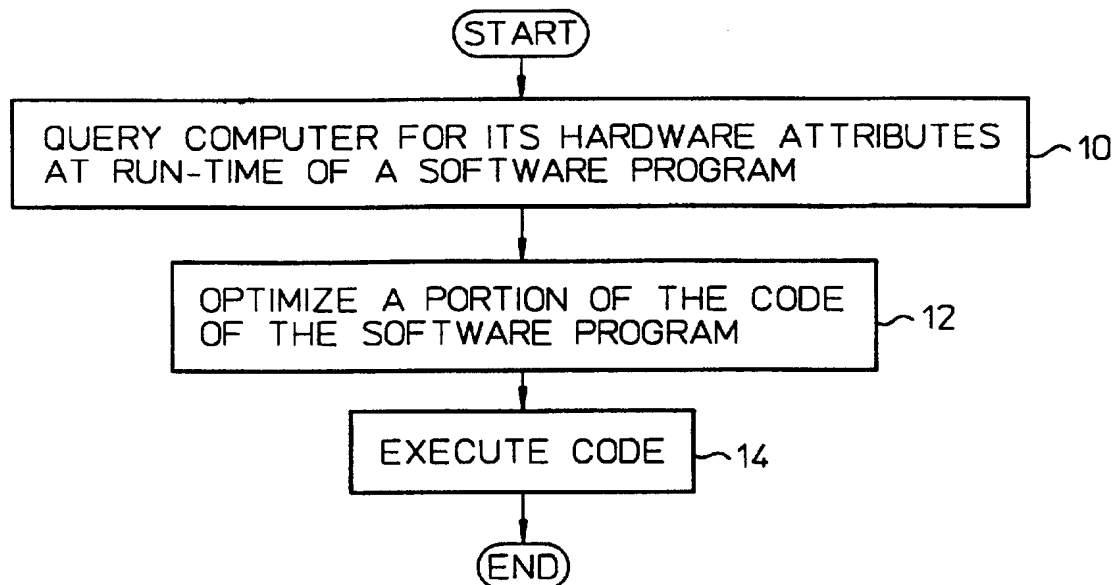 START
QUERY COMPUTER FOR ITS HARDWARE ATTRIBUTES
AT RUN-TIME OF A SOFTWARE PROGRAM
10
OPTIMIZE A PORTION OF THE CODE
OF THE SOFTWARE PROGRAM
12
EXECUTE CODE
14
END